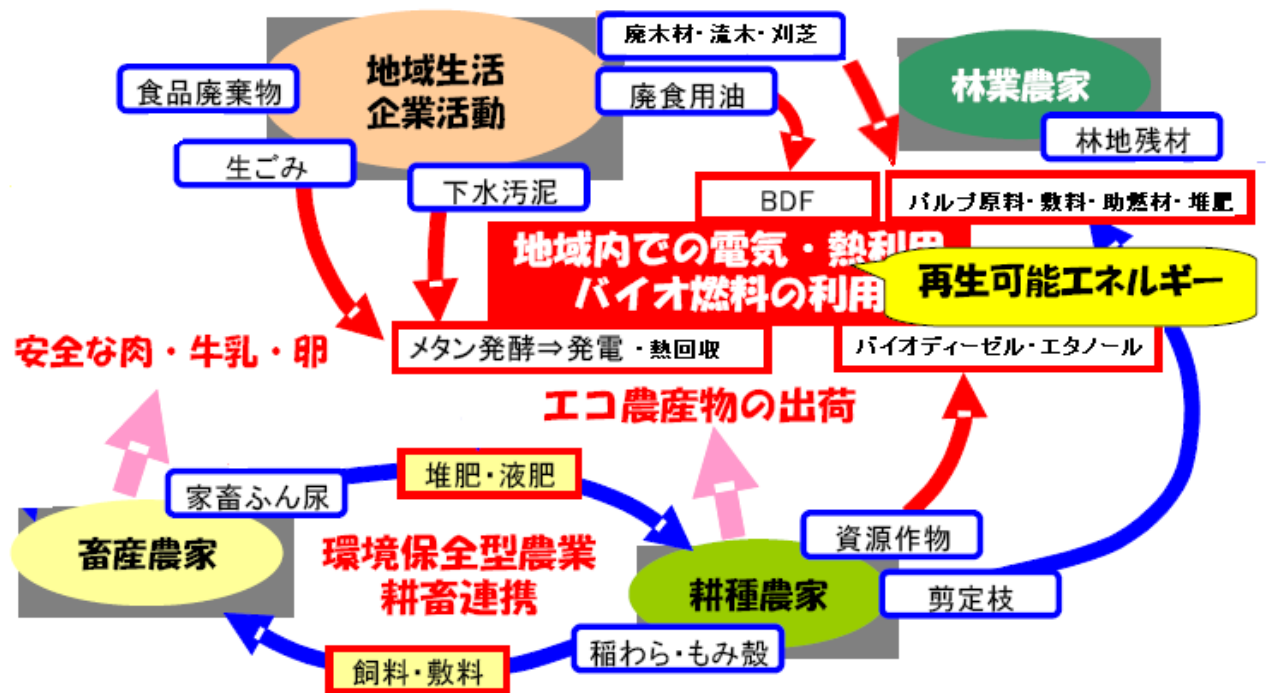 廃木材・流木・刈芝
地域生活
企業活動
林業農家
食品廃棄物
廃食用油
林地残材
生ごみ
下水汚泥
BDF
パルプ原料・敷料・助燃材・堆肥
地域内での電気・熱利用
バイオ燃料の利用
再生可能エネルギー
メタン発酵⇒発電・熱回収
バイオディーゼル・エタノール
安全な肉・牛乳・卵
エコ農産物の出荷
堆肥・液肥
家畜ふん尿
資源作物
畜産農家
環境保全型農業
耕畜連携
耕種農家
剪定枝
稲わら・もみ殻
飼料・敷料